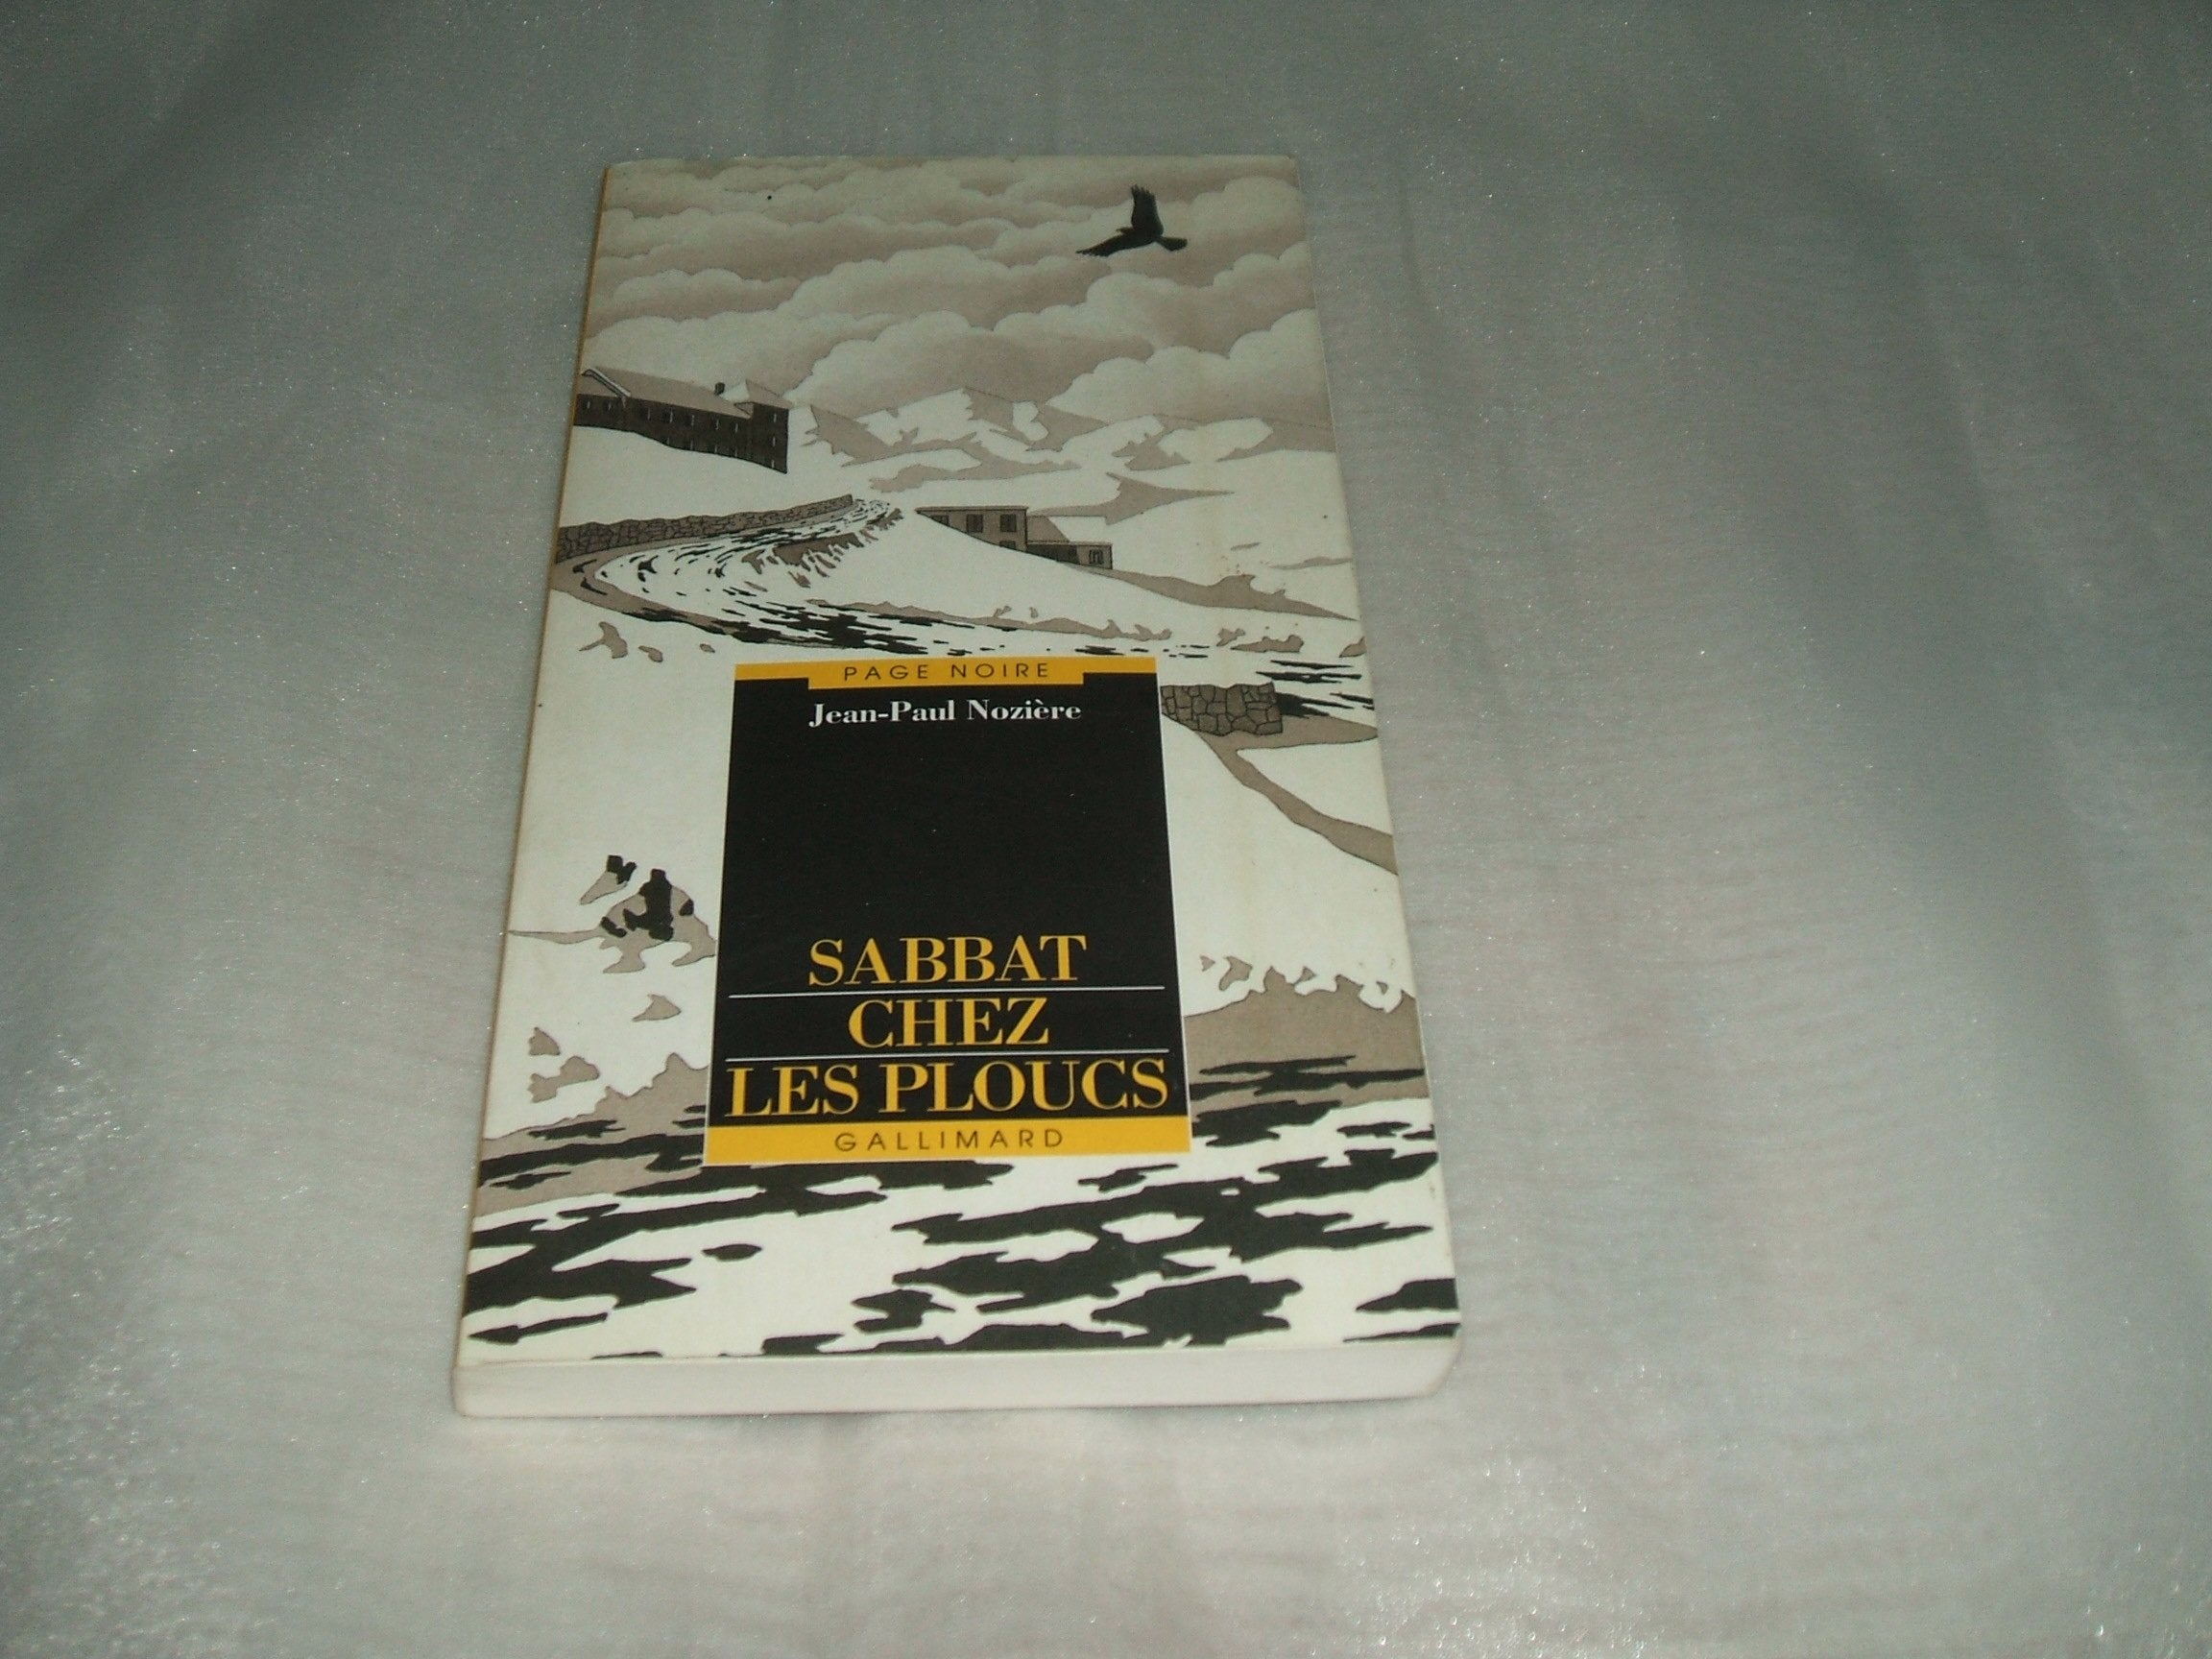 PAGE NOIRE
Jean-Paul Nozière
SABBAT
CHEZ
LES PLOUCS
GALLIMARD